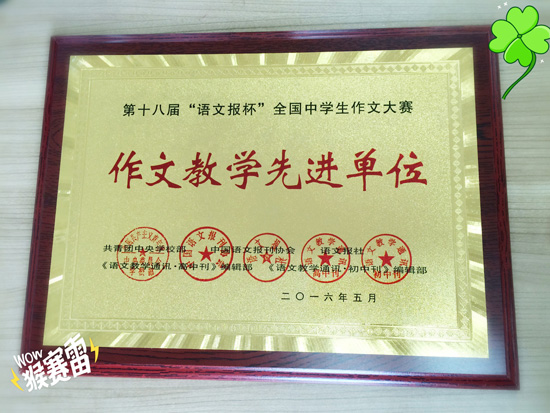 第十八届“语文报杯”全国中学生作文大赛
作文教学先进单位
共青团中央学校部 中国语文报刊协会 语文报社
《语文教学通讯·高中刊》编辑部 《语文教学通讯·初中刊》编辑部
二〇一六年五月
WOW
猴赛雷